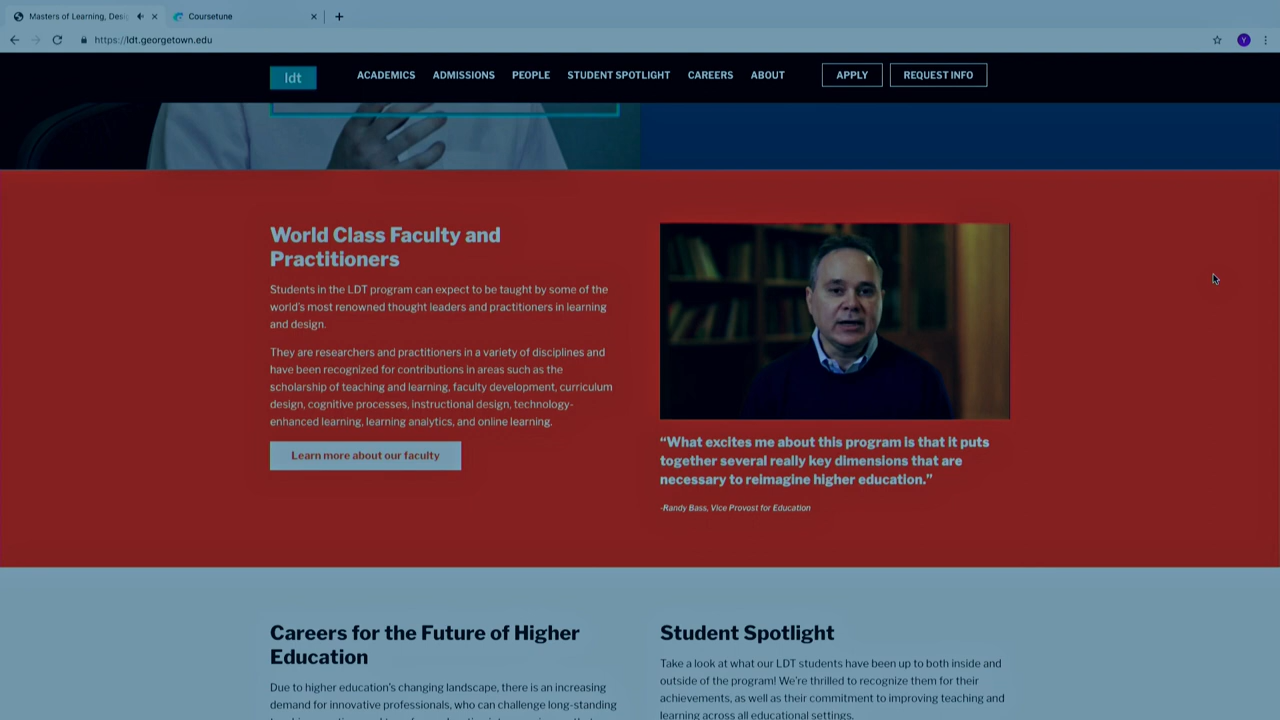 Masters of Learning, Desi
Coursetune
https://ldt.georgetown.edu
Y
ldt
ACADEMICS
ADMISSIONS
PEOPLE
STUDENT SPOTLIGHT
CAREERS
ABOUT
APPLY
REQUEST INFO
World Class Faculty and
Practitioners
Students in the LDT program can expect to be taught by some of the
world's most renowned thought leaders and practitioners in learning
and design.
They are researchers and practitioners in a variety of disciplines and
have been recognized for contributions in areas such as the
scholarship of teaching and learning, faculty development, curriculum
design, cognitive processes, instructional design, technology-
enhanced learning, learning analytics, and online learning.
Learn more about our faculty
“What excites me about this program is that it puts
together several really key dimensions that are
necessary to reimagine higher education.”
-Randy Bass, Vice Provost for Education
Careers for the Future of Higher
Education
Due to higher education's changing landscape, there is an increasing
demand for innovative professionals, who can challenge long-standing
Student Spotlight
Take a look at what our LDT students have been up to both inside and
outside of the program! We're thrilled to recognize them for their
achievements, as well as their commitment to improving teaching and
learning across all educational settings.